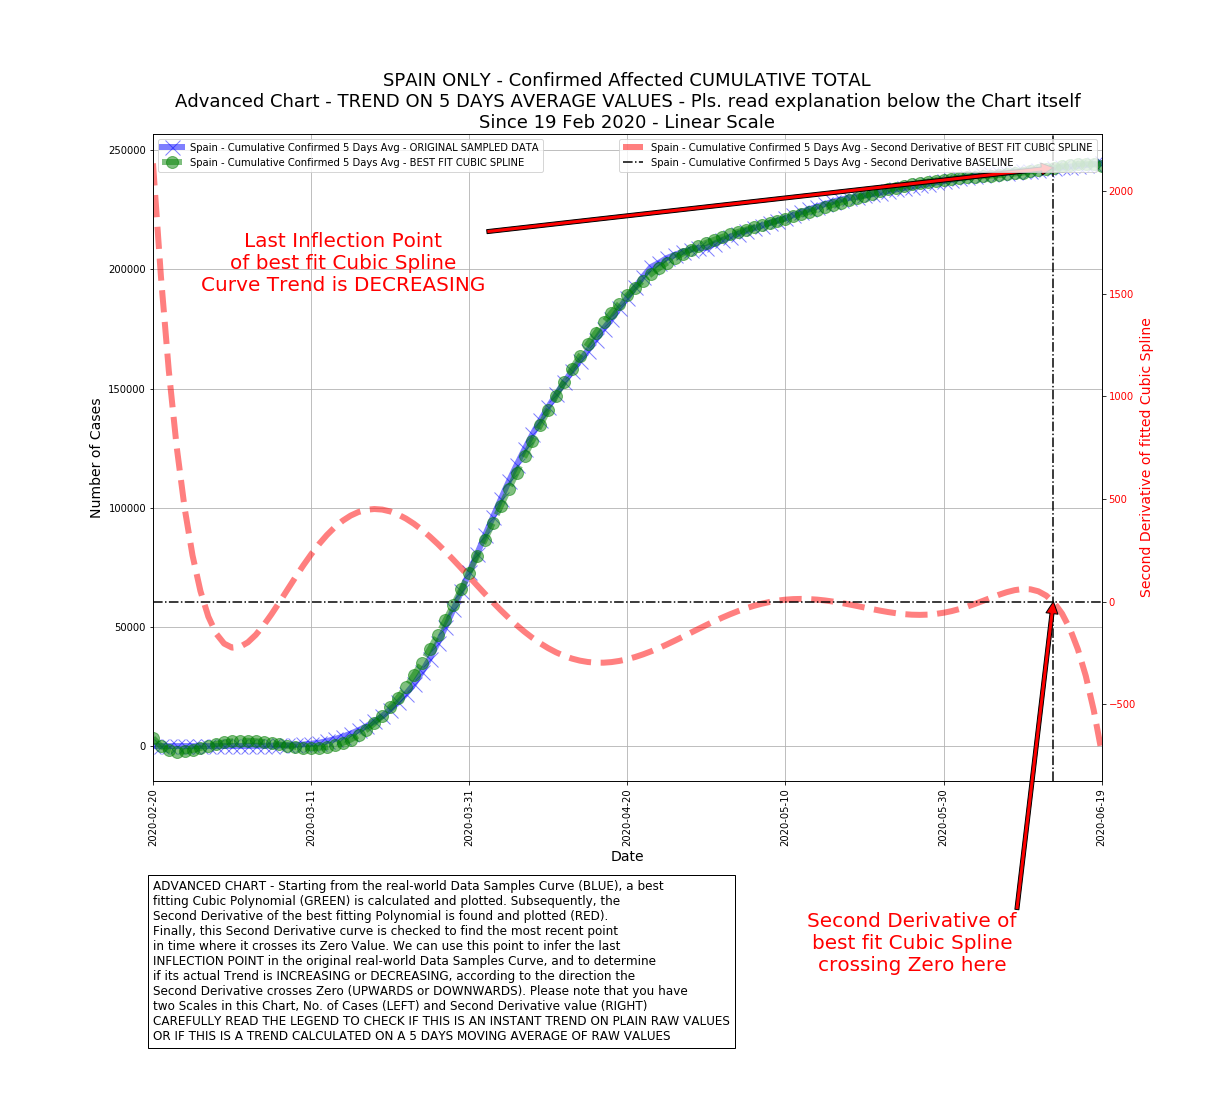 SPAIN ONLY - Confirmed Affected CUMULATIVE TOTAL
Advanced Chart - TREND ON 5 DAYS AVERAGE VALUES - Pls. read explanation below the Chart itself
Since 19 Feb 2020 - Linear Scale
Spain - Cumulative Confirmed 5 Days Avg - ORIGINAL SAMPLED DATA
Spain - Cumulative Confirmed 5 Days Avg - BEST FIT CUBIC SPLINE
Spain - Cumulative Confirmed 5 Days Avg - Second Derivative of BEST FIT CUBIC SPLINE
Spain - Cumulative Confirmed 5 Days Avg - Second Derivative BASELINE
Last Inflection Point
of best fit Cubic Spline
Curve Trend is DECREASING
Number of Cases
250000
200000
150000
100000
50000
0
2000
1500
1000
500
0
−500
Second Derivative of fitted Cubic Spline
2020-02-20
2020-03-11
2020-03-31
2020-04-20
2020-05-10
2020-05-30
2020-06-19
Date
ADVANCED CHART - Starting from the real-world Data Samples Curve (BLUE), a best
fitting Cubic Polynomial (GREEN) is calculated and plotted. Subsequently, the
Second Derivative of the best fitting Polynomial is found and plotted (RED).
Finally, this Second Derivative curve is checked to find the most recent point
in time where it crosses its Zero Value. We can use this point to infer the last
INFLECTION POINT in the original real-world Data Samples Curve, and to determine
if its actual Trend is INCREASING or DECREASING, according to the direction the
Second Derivative crosses Zero (UPWARDS or DOWNWARDS). Please note that you have
two Scales in this Chart, No. of Cases (LEFT) and Second Derivative value (RIGHT)
CAREFULLY READ THE LEGEND TO CHECK IF THIS IS AN INSTANT TREND ON PLAIN RAW VALUES
OR IF THIS IS A TREND CALCULATED ON A 5 DAYS MOVING AVERAGE OF RAW VALUES
Second Derivative of
best fit Cubic Spline
crossing Zero here